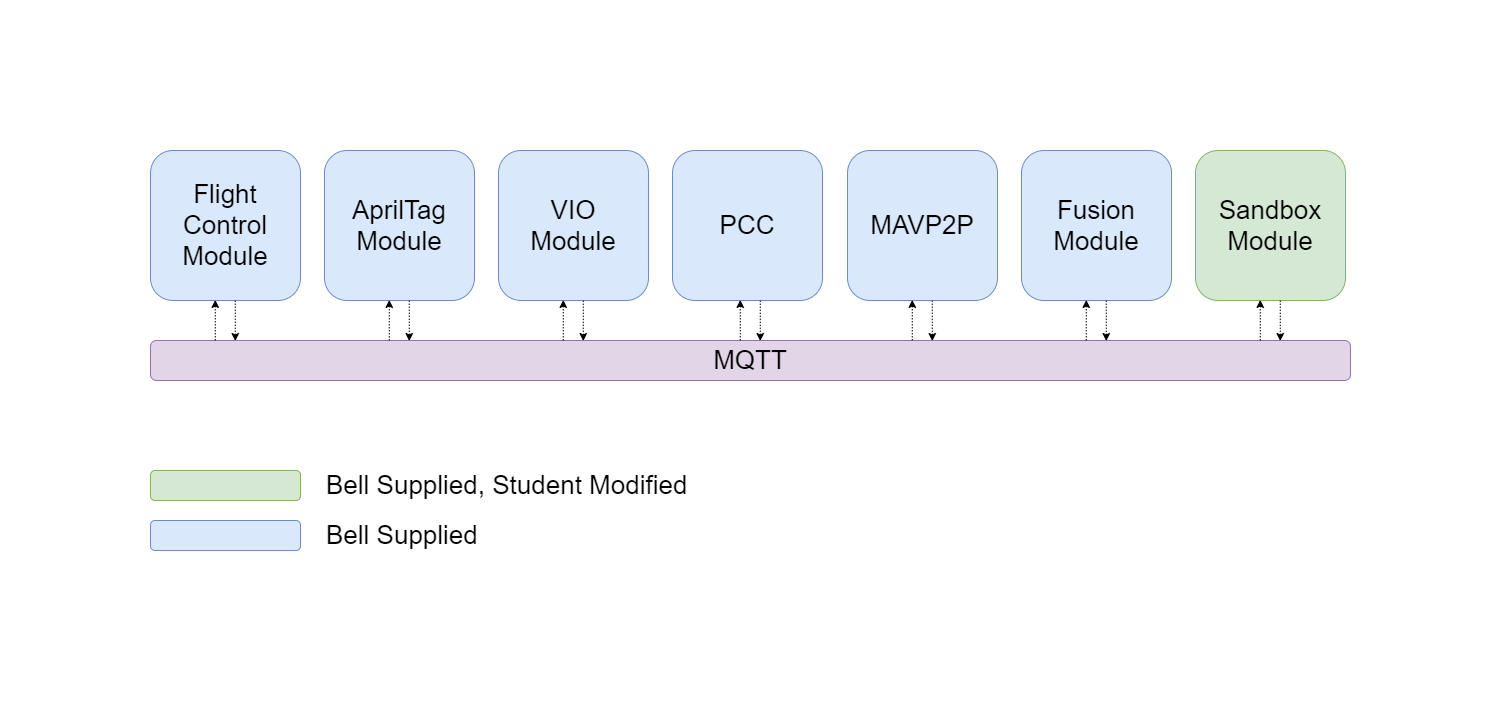 Flight
Control
Module
AprilTag
Module
VIO
Module
PCC
MAVP2P
Fusion
Module
Sandbox
Module
MQTT
Bell Supplied, Student Modified
Bell Supplied